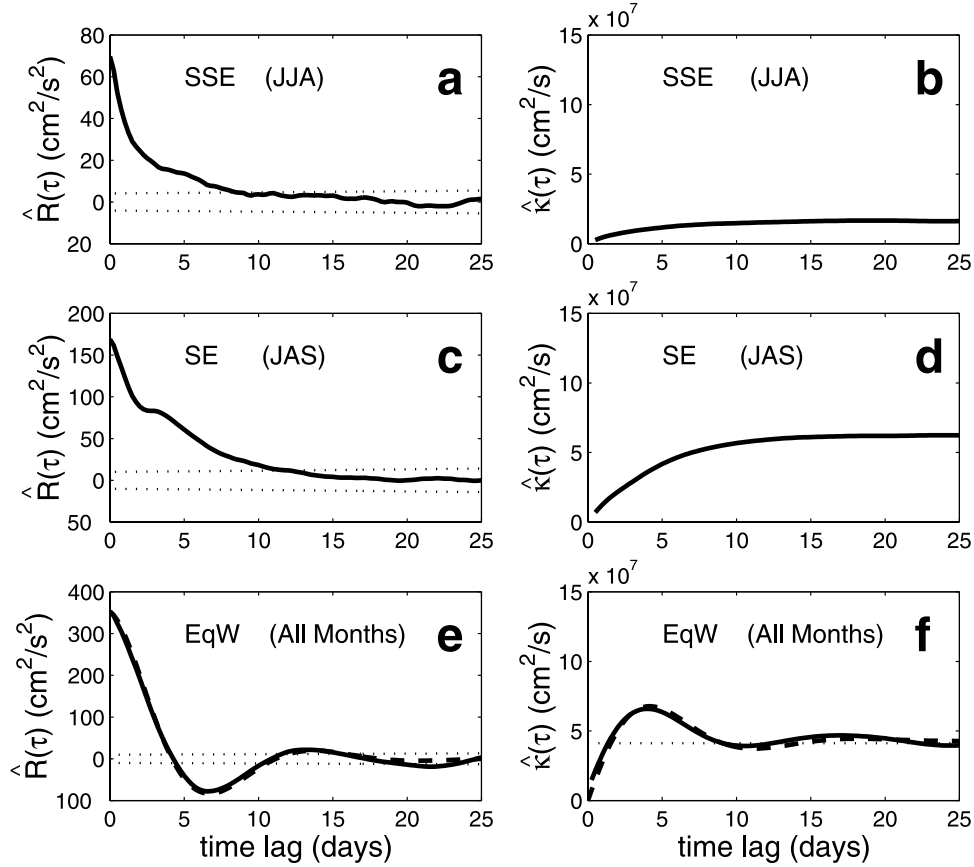 80
60
40
20
0
20
R̂(τ) (cm²/s²)
SSE (JJA)
a
0 5 10 15 20 25
x 10⁷
15
10
5
0
κ̂(τ) (cm²/s)
SSE (JJA)
b
0 5 10 15 20 25
200
150
100
50
0
50
R̂(τ) (cm²/s²)
SE (JAS)
c
0 5 10 15 20 25
x 10⁷
15
10
5
0
κ̂(τ) (cm²/s)
SE (JAS)
d
0 5 10 15 20 25
400
300
200
100
0
100
R̂(τ) (cm²/s²)
EqW (All Months)
e
0 5 10 15 20 25
time lag (days)
x 10⁷
15
10
5
0
κ̂(τ) (cm²/s)
EqW (All Months)
f
0 5 10 15 20 25
time lag (days)